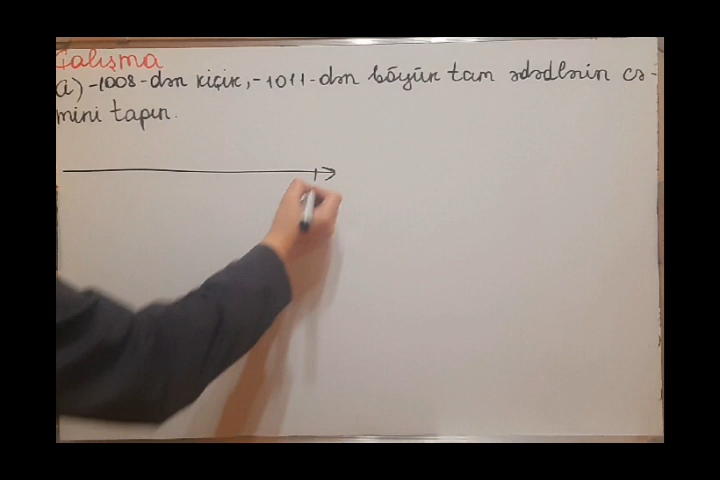 Çalışma
a) -1008-dən kiçik, -1011-dən böyük tam ədədlərin cə-
mini tapın.